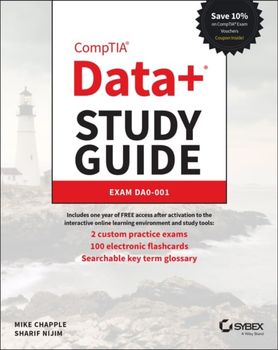 Save 10%
on CompTIA® Exam
Vouchers
Coupon Inside!
CompTIA®
Data+®
STUDY
GUIDE
EXAM DA0-001
Includes one year of FREE access after activation to the
interactive online learning environment and study tools:
2 custom practice exams
100 electronic flashcards
Searchable key term glossary
MIKE CHAPPLE
SHARIF NIJIM
SYBEX
A Wiley Brand